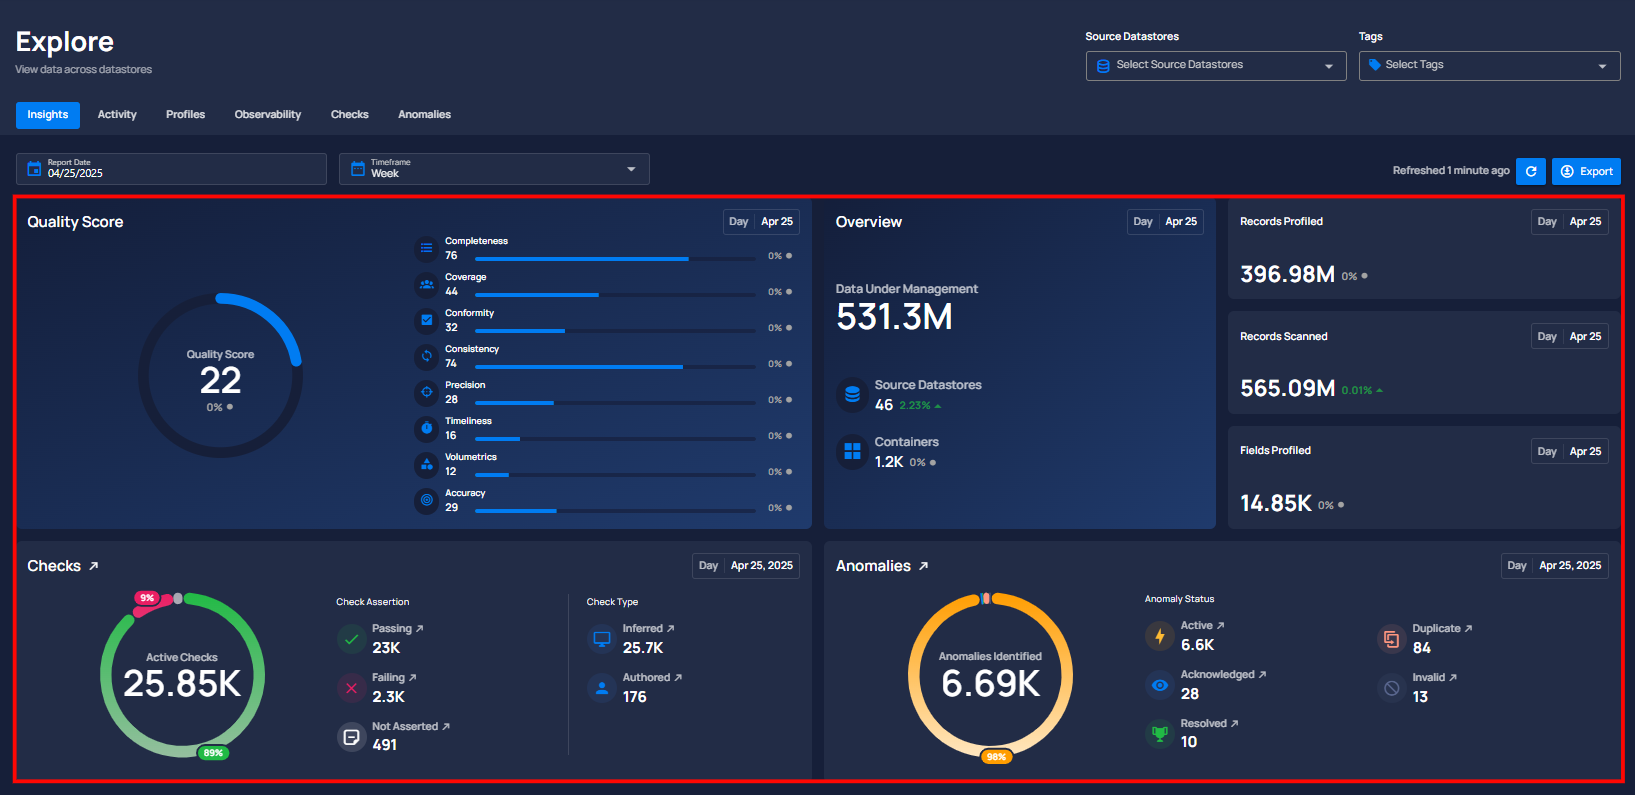 Explore
View data across datastores
Source Datastores
Select Source Datastores
Tags
Select Tags
Insights
Activity
Profiles
Observability
Checks
Anomalies
Report Date
04/25/2025
Timeframe
Week
Refreshed 1 minute ago
Export
Quality Score
Day Apr 25
Quality Score
22
0%
Completeness
76
0%
Coverage
44
0%
Conformity
32
0%
Consistency
74
0%
Precision
28
0%
Timeliness
16
0%
Volumetrics
12
0%
Accuracy
29
0%
Overview
Day Apr 25
Data Under Management
531.3M
Source Datastores
46 2.23%
Containers
1.2K 0%
Records Profiled
Day Apr 25
396.98M 0%
Records Scanned
Day Apr 25
565.09M 0.01%
Fields Profiled
Day Apr 25
14.85K 0%
Checks
Day Apr 25, 2025
9%
Active Checks
25.85K
89%
Check Assertion
Passing
23K
Failing
2.3K
Not Asserted
491
Check Type
Inferred
25.7K
Authored
176
Anomalies
Day Apr 25, 2025
Anomalies Identified
6.69K
98%
Anomaly Status
Active
6.6K
Acknowledged
28
Resolved
10
Duplicate
84
Invalid
13